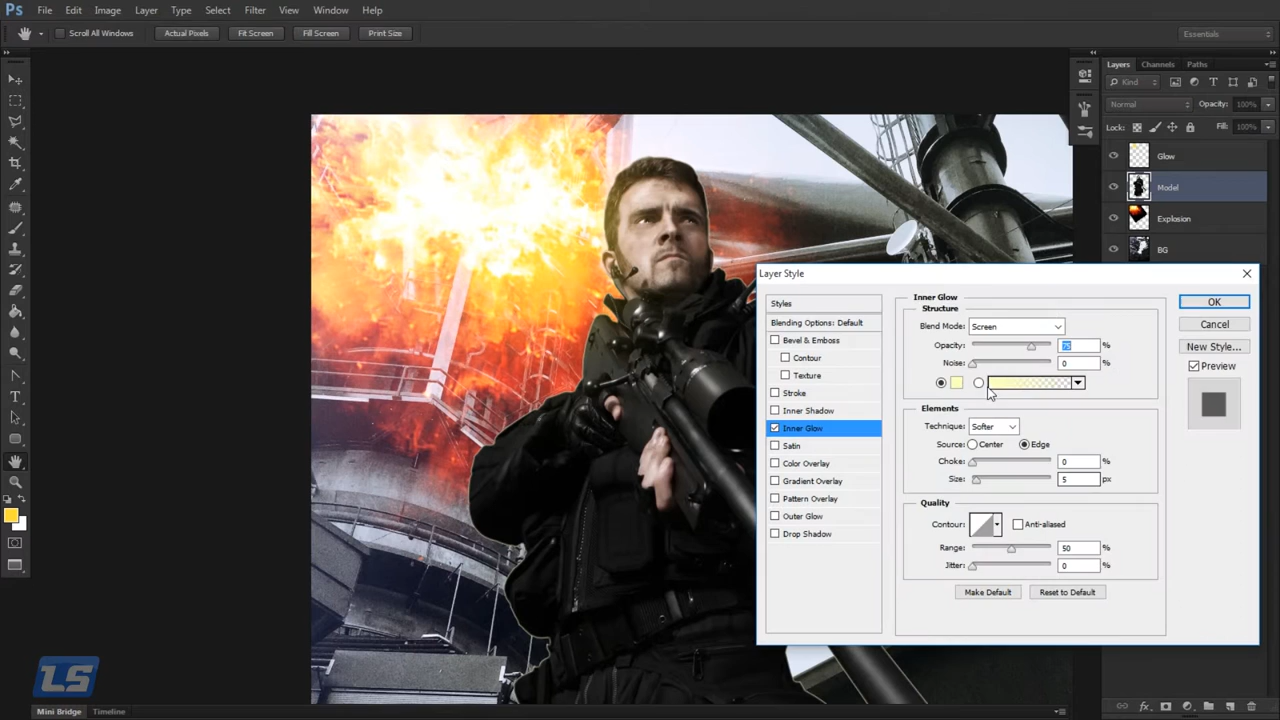 Ps File Edit Image Layer Type Select Filter View Window Help
Scroll All Windows Actual Pixels Fit Screen Fill Screen Print Size Essentials
Layers Channels Paths
Kind
Normal Opacity: 100%
Lock: Fill: 100%
Glow
Model
Explosion
BG
Layer Style
Styles
Blending Options: Default
Bevel & Emboss
Contour
Texture
Stroke
Inner Shadow
Inner Glow
Satin
Color Overlay
Gradient Overlay
Pattern Overlay
Outer Glow
Drop Shadow
Inner Glow
Structure
Blend Mode: Screen
Opacity: 75 %
Noise: 0 %
Elements
Technique: Softer
Source: Center Edge
Choke: 0 %
Size: 5 px
Quality
Contour: Anti-aliased
Range: 50 %
Jitter: 0 %
Make Default Reset to Default
OK
Cancel
New Style...
Preview
LS
Mini Bridge Timeline